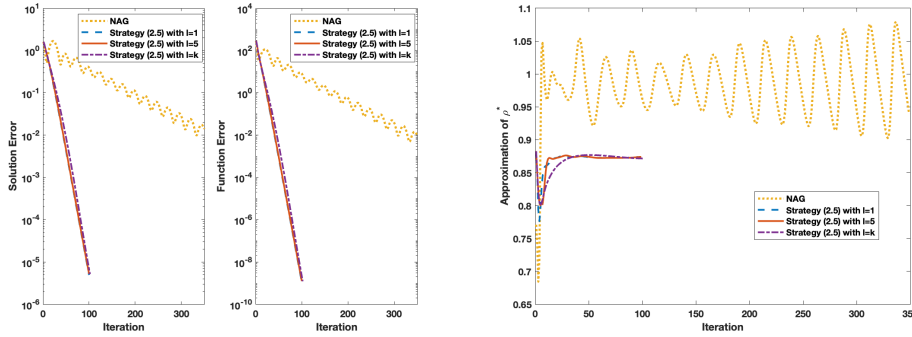 NAG
Strategy (2.5) with l=1
Strategy (2.5) with l=5
Strategy (2.5) with l=k
10^2
10^1
10^0
10^-1
10^-2
10^-3
10^-4
10^-5
10^-6
Solution Error
0 100 200 300
Iteration
NAG
Strategy (2.5) with l=1
Strategy (2.5) with l=5
Strategy (2.5) with l=k
10^4
10^2
10^0
10^-2
10^-4
10^-6
10^-8
10^-10
Function Error
0 100 200 300
Iteration
1.1
1.05
1
0.95
0.9
0.85
0.8
0.75
0.7
0.65
Approximation of ρ*
NAG
Strategy (2.5) with l=1
Strategy (2.5) with l=5
Strategy (2.5) with l=k
0 50 100 150 200 250 300 350
Iteration